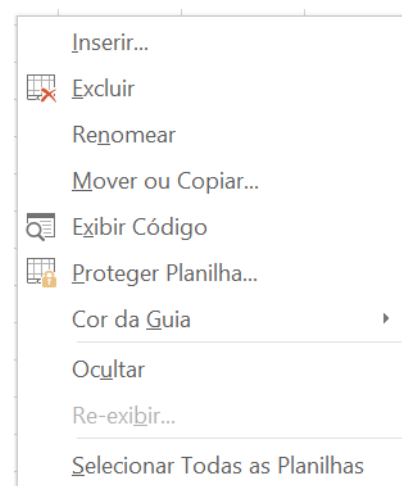 Inserir...
Excluir
Renomear
Mover ou Copiar...
Exibir Código
Proteger Planilha...
Cor da Guia
Ocultar
Re-exibir...
Selecionar Todas as Planilhas